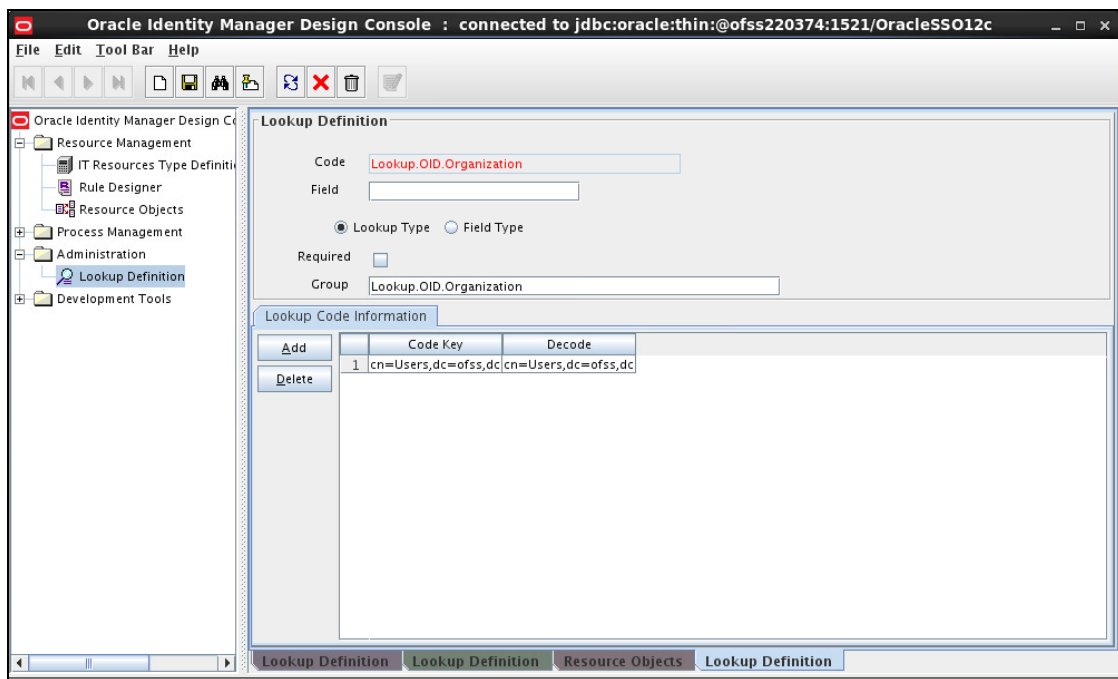 Oracle Identity Manager Design Console : connected to jdbc:oracle:thin:@ofss220374:1521/OracleSSO12c
File Edit Tool Bar Help
Oracle Identity Manager Design Co
Resource Management
IT Resources Type Definitio
Rule Designer
Resource Objects
Process Management
Administration
Lookup Definition
Development Tools
Lookup Definition
Code Lookup.OID.Organization
Field
Lookup Type Field Type
Required
Group Lookup.OID.Organization
Lookup Code Information
Add
Delete
Code Key Decode
1 cn=Users,dc=ofss,dc cn=Users,dc=ofss,dc
Lookup Definition Lookup Definition Resource Objects Lookup Definition